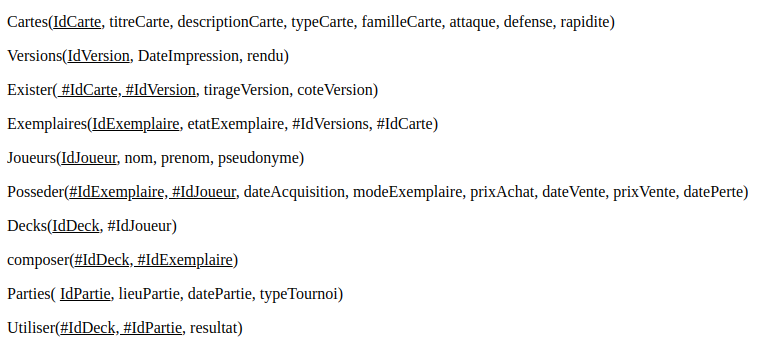 Cartes(IdCarte, titreCarte, descriptionCarte, typeCarte, familleCarte, attaque, defense, rapidite)
Versions(IdVersion, DateImpression, rendu)
Exister( #IdCarte, #IdVersion, tirageVersion, coteVersion)
Exemplaires(IdExemplaire, etatExemplaire, #IdVersions, #IdCarte)
Joueurs(IdJoueur, nom, prenom, pseudonyme)
Posseder(#IdExemplaire, #IdJoueur, dateAcquisition, modeExemplaire, prixAchat, dateVente, prixVente, datePerte)
Decks(IdDeck, #IdJoueur)
composer(#IdDeck, #IdExemplaire)
Parties( IdPartie, lieuPartie, datePartie, typeTournoi)
Utiliser(#IdDeck, #IdPartie, resultat)